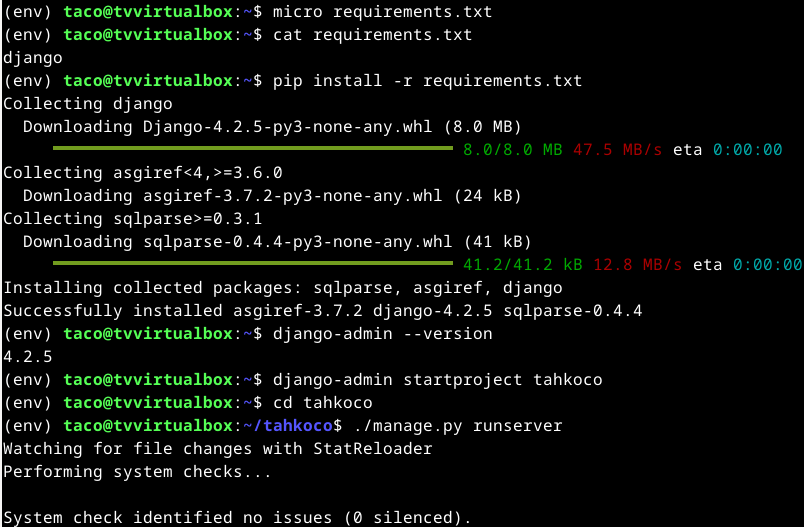 (env) taco@tvvirtualbox:~$ micro requirements.txt
(env) taco@tvvirtualbox:~$ cat requirements.txt
django
(env) taco@tvvirtualbox:~$ pip install -r requirements.txt
Collecting django
  Downloading Django-4.2.5-py3-none-any.whl (8.0 MB)
8.0/8.0 MB 47.5 MB/s eta 0:00:00
Collecting asgiref<4,>=3.6.0
  Downloading asgiref-3.7.2-py3-none-any.whl (24 kB)
Collecting sqlparse>=0.3.1
  Downloading sqlparse-0.4.4-py3-none-any.whl (41 kB)
41.2/41.2 kB 12.8 MB/s eta 0:00:00
Installing collected packages: sqlparse, asgiref, django
Successfully installed asgiref-3.7.2 django-4.2.5 sqlparse-0.4.4
(env) taco@tvvirtualbox:~$ django-admin --version
4.2.5
(env) taco@tvvirtualbox:~$ django-admin startproject tahkoco
(env) taco@tvvirtualbox:~$ cd tahkoco
(env) taco@tvvirtualbox:~/tahkoco$ ./manage.py runserver
Watching for file changes with StatReloader
Performing system checks...

System check identified no issues (0 silenced).